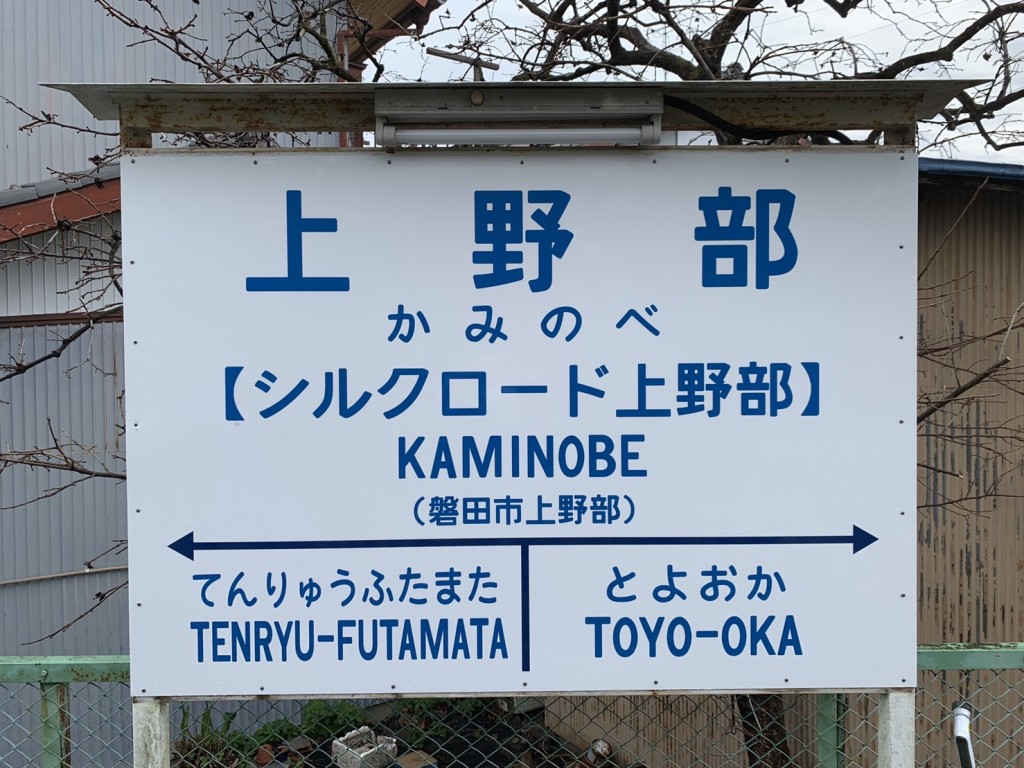 上野部
かみのべ
【シルクロード上野部】
KAMINOBE
（磐田市上野部）
てんりゅうふたまた
TENRYU-FUTAMATA
とよおか
TOYO-OKA